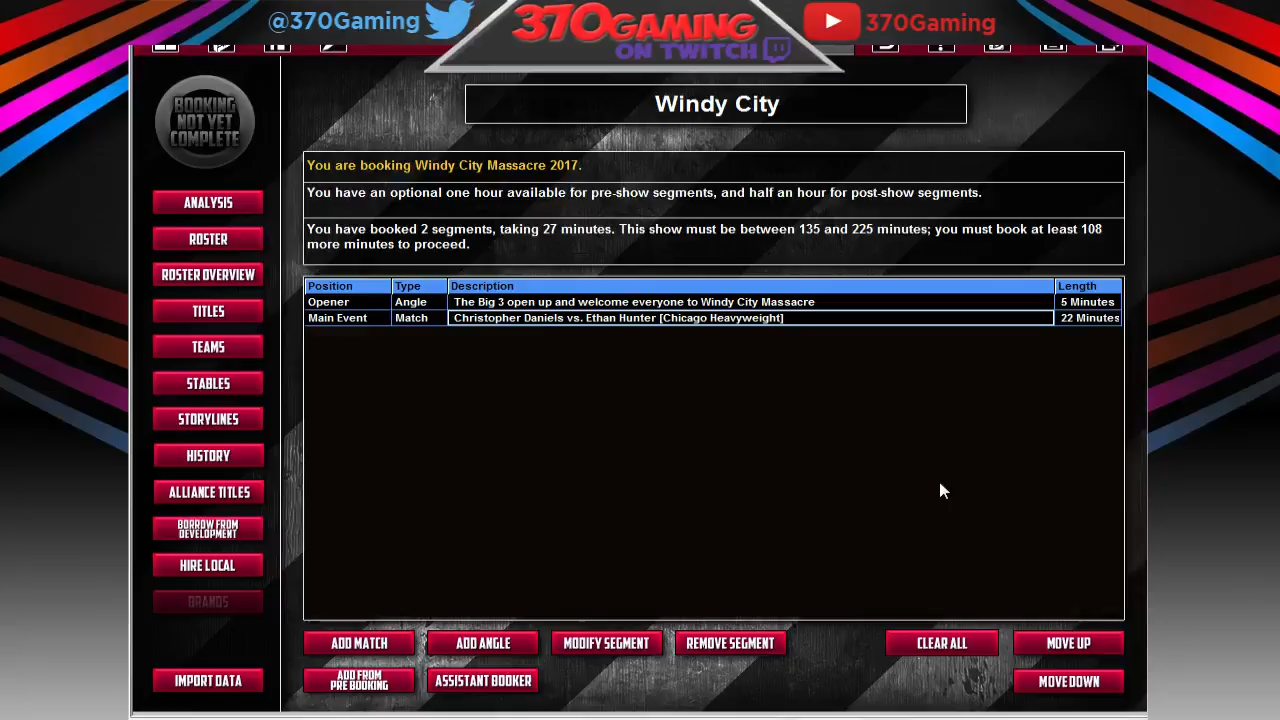 @370Gaming
370GAMING
ON TWITCH
370Gaming
BOOKING
NOT YET
COMPLETE
Windy City
You are booking Windy City Massacre 2017.
You have an optional one hour available for pre-show segments, and half an hour for post-show segments.
You have booked 2 segments, taking 27 minutes. This show must be between 135 and 225 minutes; you must book at least 108
more minutes to proceed.
ANALYSIS
ROSTER
ROSTER OVERVIEW
TITLES
TEAMS
STABLES
STORYLINES
HISTORY
ALLIANCE TITLES
BORROW FROM
DEVELOPMENT
HIRE LOCAL
BRANDS
IMPORT DATA
Position Type Description Length
Opener Angle The Big 3 open up and welcome everyone to Windy City Massacre 5 Minutes
Main Event Match Christopher Daniels vs. Ethan Hunter [Chicago Heavyweight] 22 Minutes
ADD MATCH ADD ANGLE MODIFY SEGMENT REMOVE SEGMENT CLEAR ALL MOVE UP
ADD FROM
PRE BOOKING
ASSISTANT BOOKER MOVE DOWN